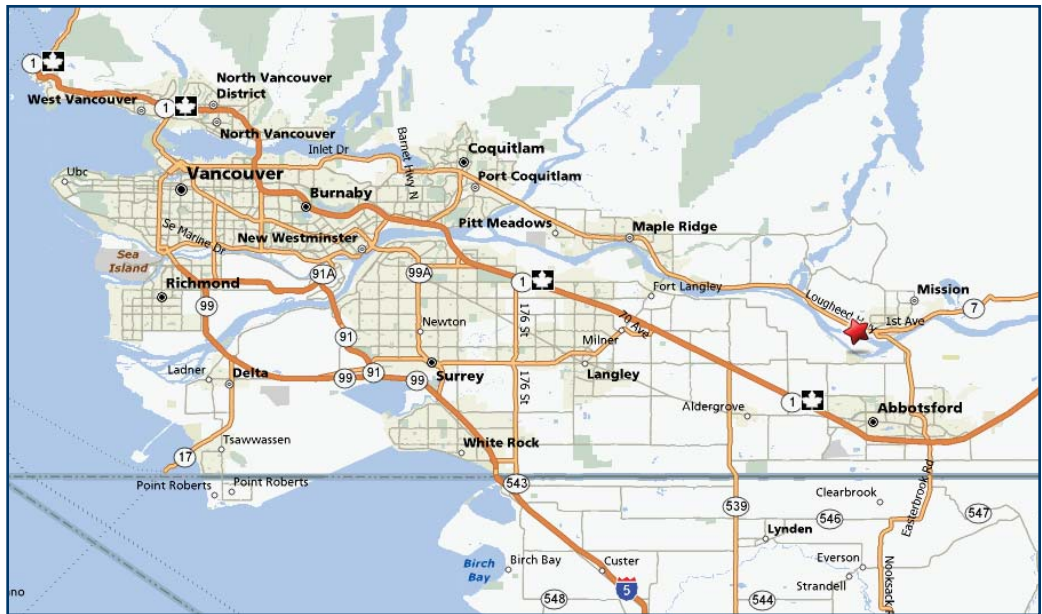 1
1
West Vancouver
North Vancouver
District
North Vancouver
Inlet Dr
Barnet Hwy N
Coquitlam
Port Coquitlam
Ubc
Vancouver
Burnaby
Pitt Meadows
Maple Ridge
Se Marine Dr
New Westminster
Sea
Island
91A
99A
1
Fort Langley
Richmond
99
Lougheed Hwy
Mission
1st Ave
7
176 St
70 Ave
Newton
Milner
91
Ladner
Delta
99
91
99
Surrey
176 St
Langley
1
Aldergrove
Abbotsford
Tsawwassen
17
White Rock
Point Roberts
Point Roberts
543
539
Clearbrook
Easterbrook Rd
547
546
Lynden
Birch
Bay
Birch Bay
Custer
5
Everson
Strandell
Nooksack
548
544
no